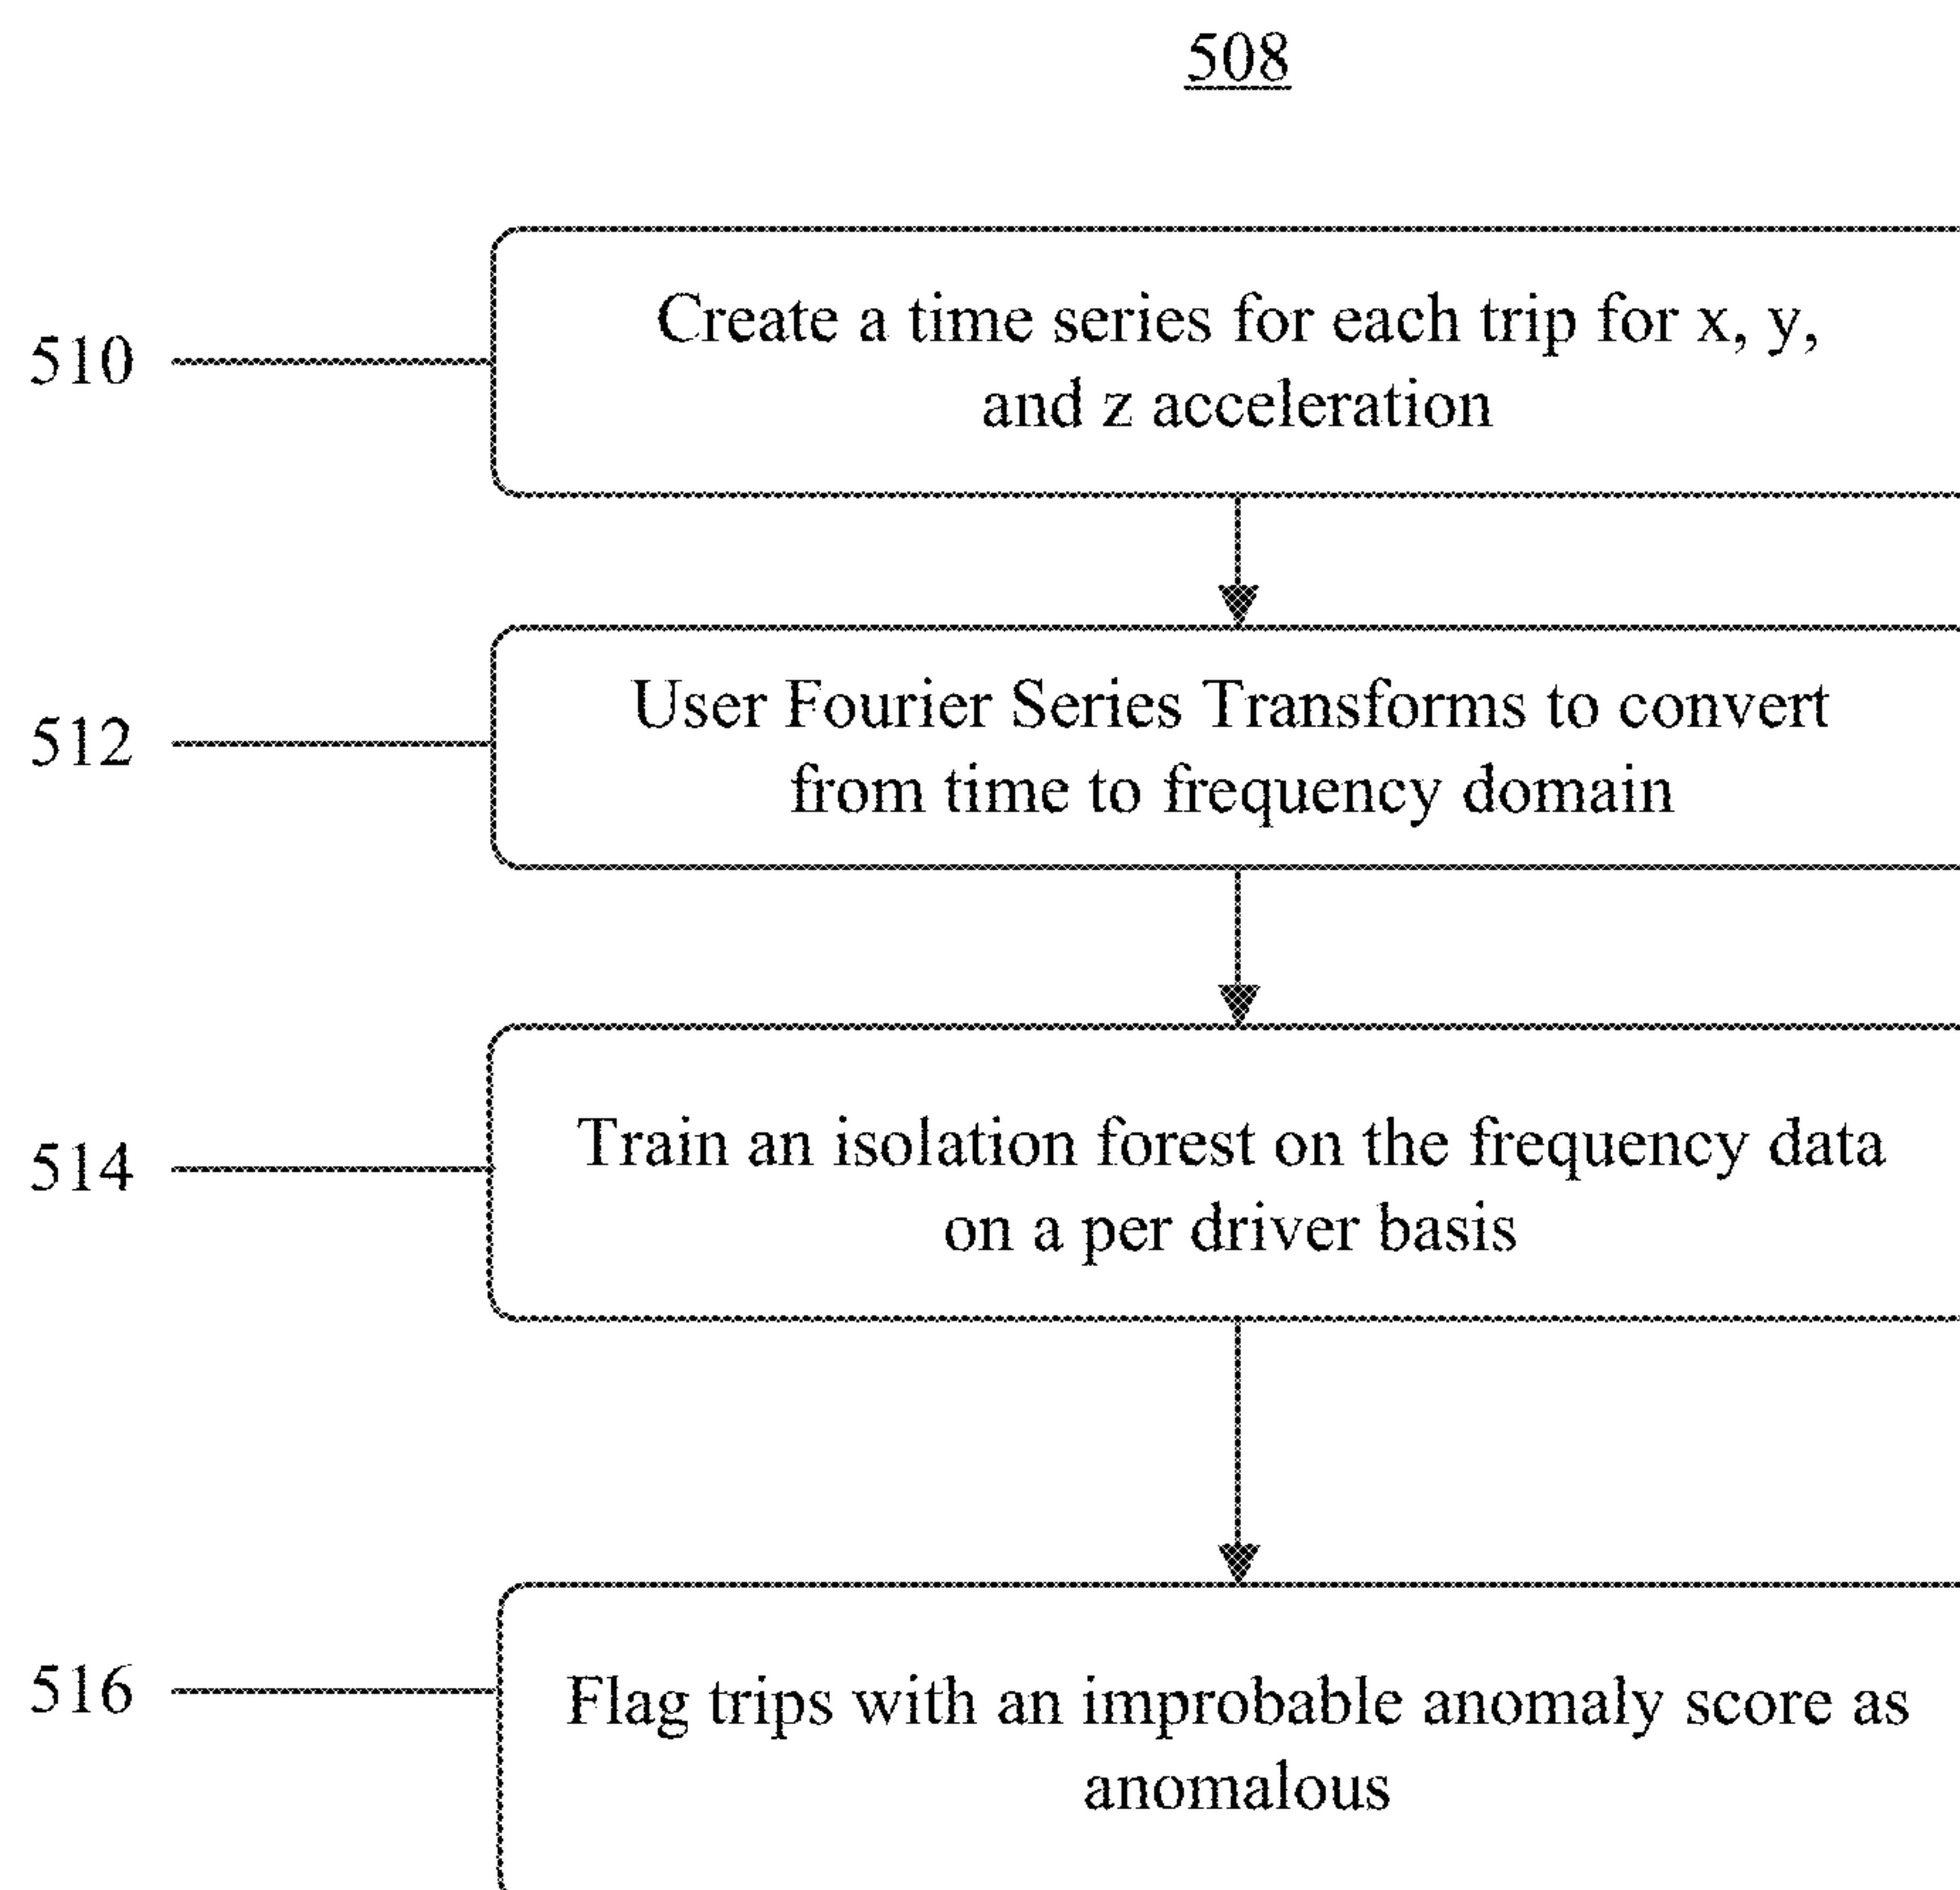 508
510
Create a time series for each trip for x, y,
and z acceleration
512
User Fourier Series Transforms to convert
from time to frequency domain
514
Train an isolation forest on the frequency data
on a per driver basis
516
Flag trips with an improbable anomaly score as
anomalous